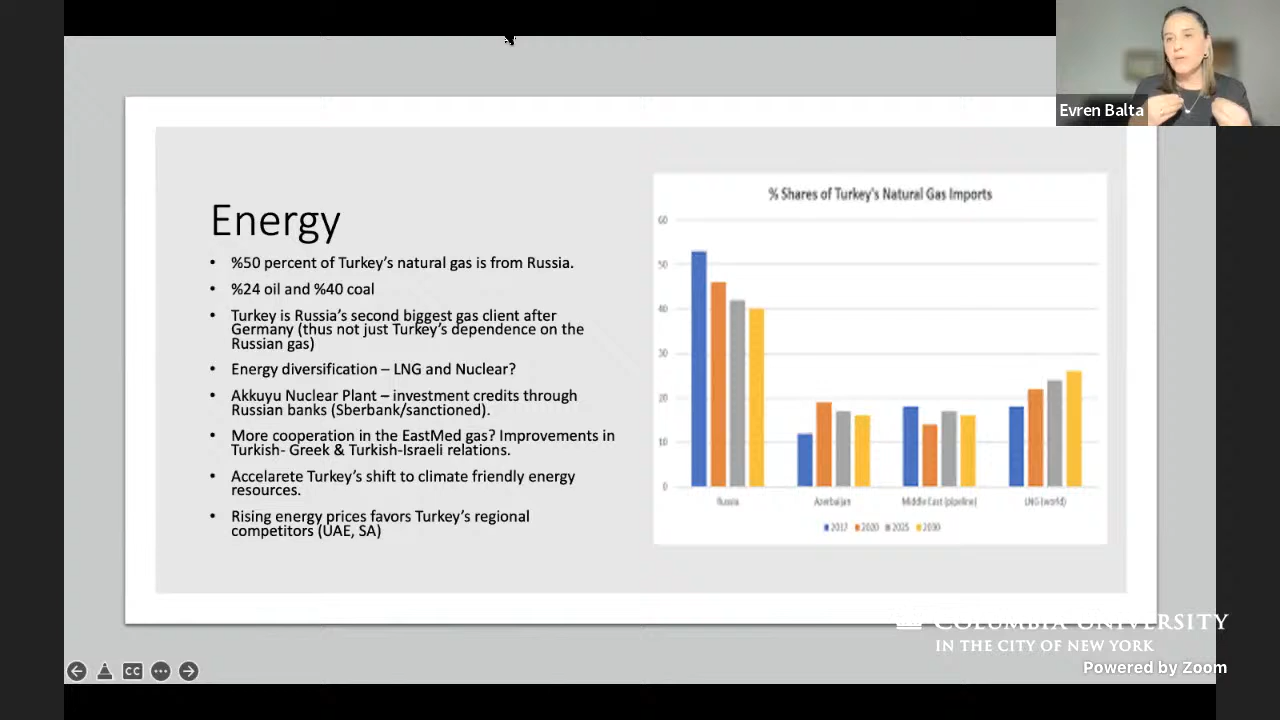 Evren Balta
Energy
• %50 percent of Turkey's natural gas is from Russia.
• %24 oil and %40 coal
• Turkey is Russia's second biggest gas client after
Germany (thus not just Turkey's dependence on the
Russian gas)
• Energy diversification – LNG and Nuclear?
• Akkuyu Nuclear Plant – investment credits through
Russian banks (Sberbank/sanctioned).
• More cooperation in the EastMed gas? Improvements in
Turkish- Greek & Turkish-Israeli relations.
• Accelarete Turkey's shift to climate friendly energy
resources.
• Rising energy prices favors Turkey's regional
competitors (UAE, SA)
% Shares of Turkey's Natural Gas Imports
60
50
40
30
20
10
0
Russia Azerbaijan Middle East (pipeline) LNG (world)
2017 2020 2025 2030
COLUMBIA UNIVERSITY
IN THE CITY OF NEW YORK
Powered by Zoom
CC